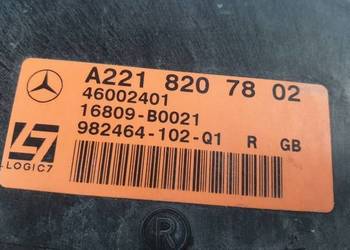 A221 820 78 02
46002401
16809-B0021
982464-102-Q1 R GB
LOGIC7
R